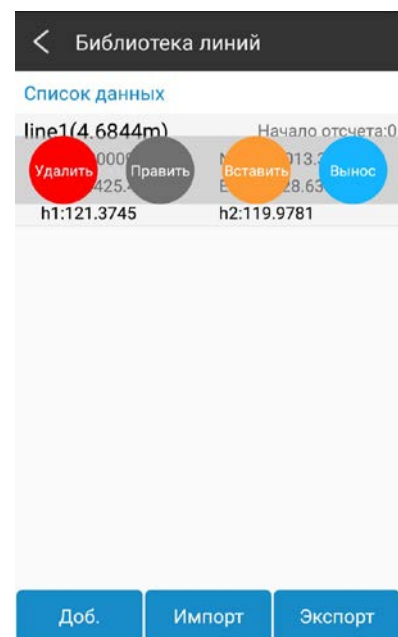 Библиотека линий
Список данных
line1(4.6844m) Начало отсчета:0
Удалить Править Вставить Вынос
h1:121.3745 h2:119.9781
Доб. Импорт Экспорт